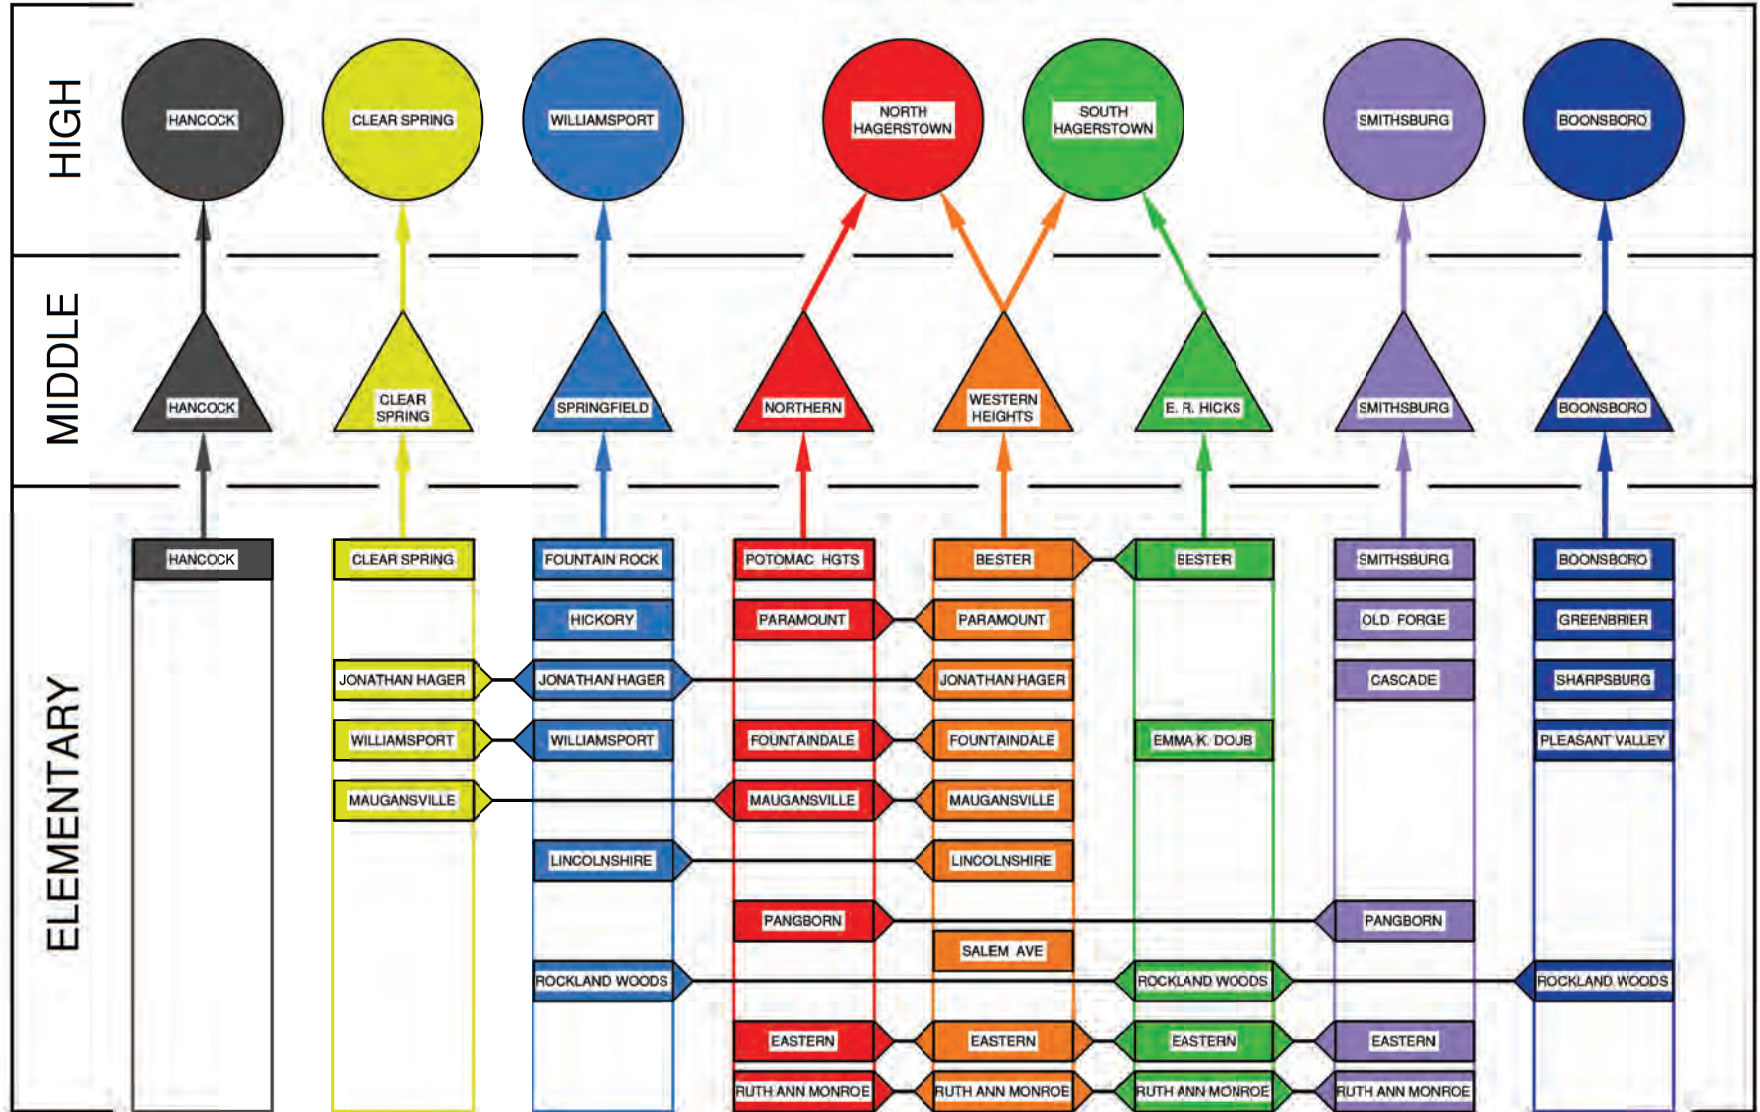 HIGH
HANCOCK
CLEAR SPRING
WILLIAMSPORT
NORTH
HAGERSTOWN
SOUTH
HAGERSTOWN
SMITHSBURG
BOONSBORO
MIDDLE
HANCOCK
CLEAR
SPRING
SPRINGFIELD
NORTHERN
WESTERN
HEIGHTS
E. R. HICKS
SMITHSBURG
BOONSBORO
ELEMENTARY
HANCOCK
CLEAR SPRING
FOUNTAIN ROCK
POTOMAC HGTS
BESTER
BESTER
SMITHSBURG
BOONSBORO
HICKORY
PARAMOUNT
PARAMOUNT
OLD FORGE
GREENBRIER
JONATHAN HAGER
JONATHAN HAGER
JONATHAN HAGER
CASCADE
SHARPSBURG
WILLIAMSPORT
WILLIAMSPORT
FOUNTAINDALE
FOUNTAINDALE
EMMA K. DOUB
PLEASANT VALLEY
MAUGANSVILLE
MAUGANSVILLE
MAUGANSVILLE
LINCOLNSHIRE
LINCOLNSHIRE
PANGBORN
PANGBORN
SALEM AVE
ROCKLAND WOODS
ROCKLAND WOODS
ROCKLAND WOODS
EASTERN
EASTERN
EASTERN
EASTERN
RUTH ANN MONROE
RUTH ANN MONROE
RUTH ANN MONROE
RUTH ANN MONROE